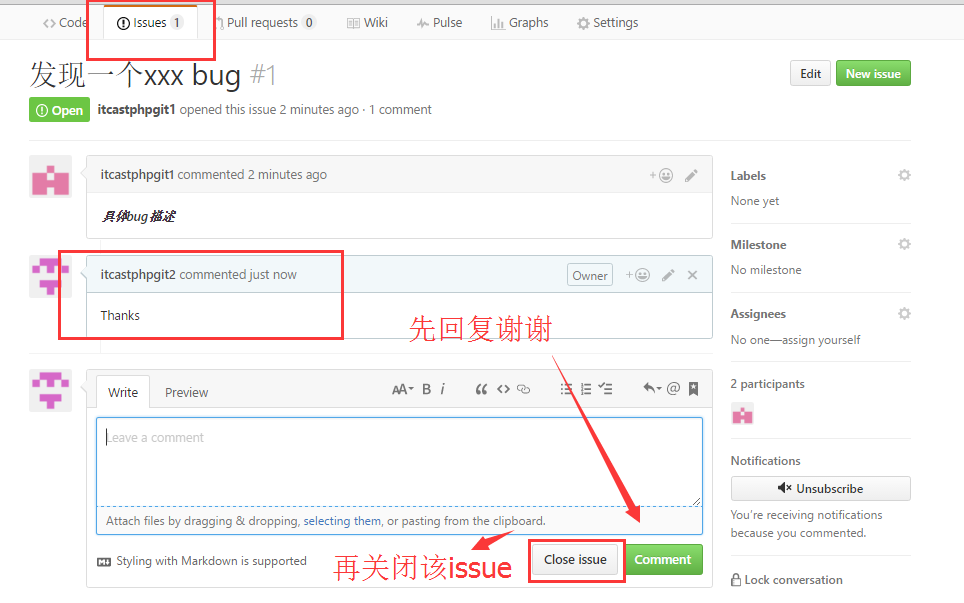 Code Issues 1 Pull requests 0 Wiki Pulse Graphs Settings
发现一个xxx bug #1
Edit New issue
Open itcastphpgit1 opened this issue 2 minutes ago · 1 comment
itcastphpgit1 commented 2 minutes ago
具体bug描述
itcastphpgit2 commented just now Owner
Thanks
先回复谢谢
Write Preview AA B i @
Leave a comment
Attach files by dragging & dropping, selecting them, or pasting from the clipboard.
Styling with Markdown is supported
再关闭该issue
Close issue Comment
Labels
None yet
Milestone
No milestone
Assignees
No one—assign yourself
2 participants
Notifications
Unsubscribe
You're receiving notifications
because you commented.
Lock conversation